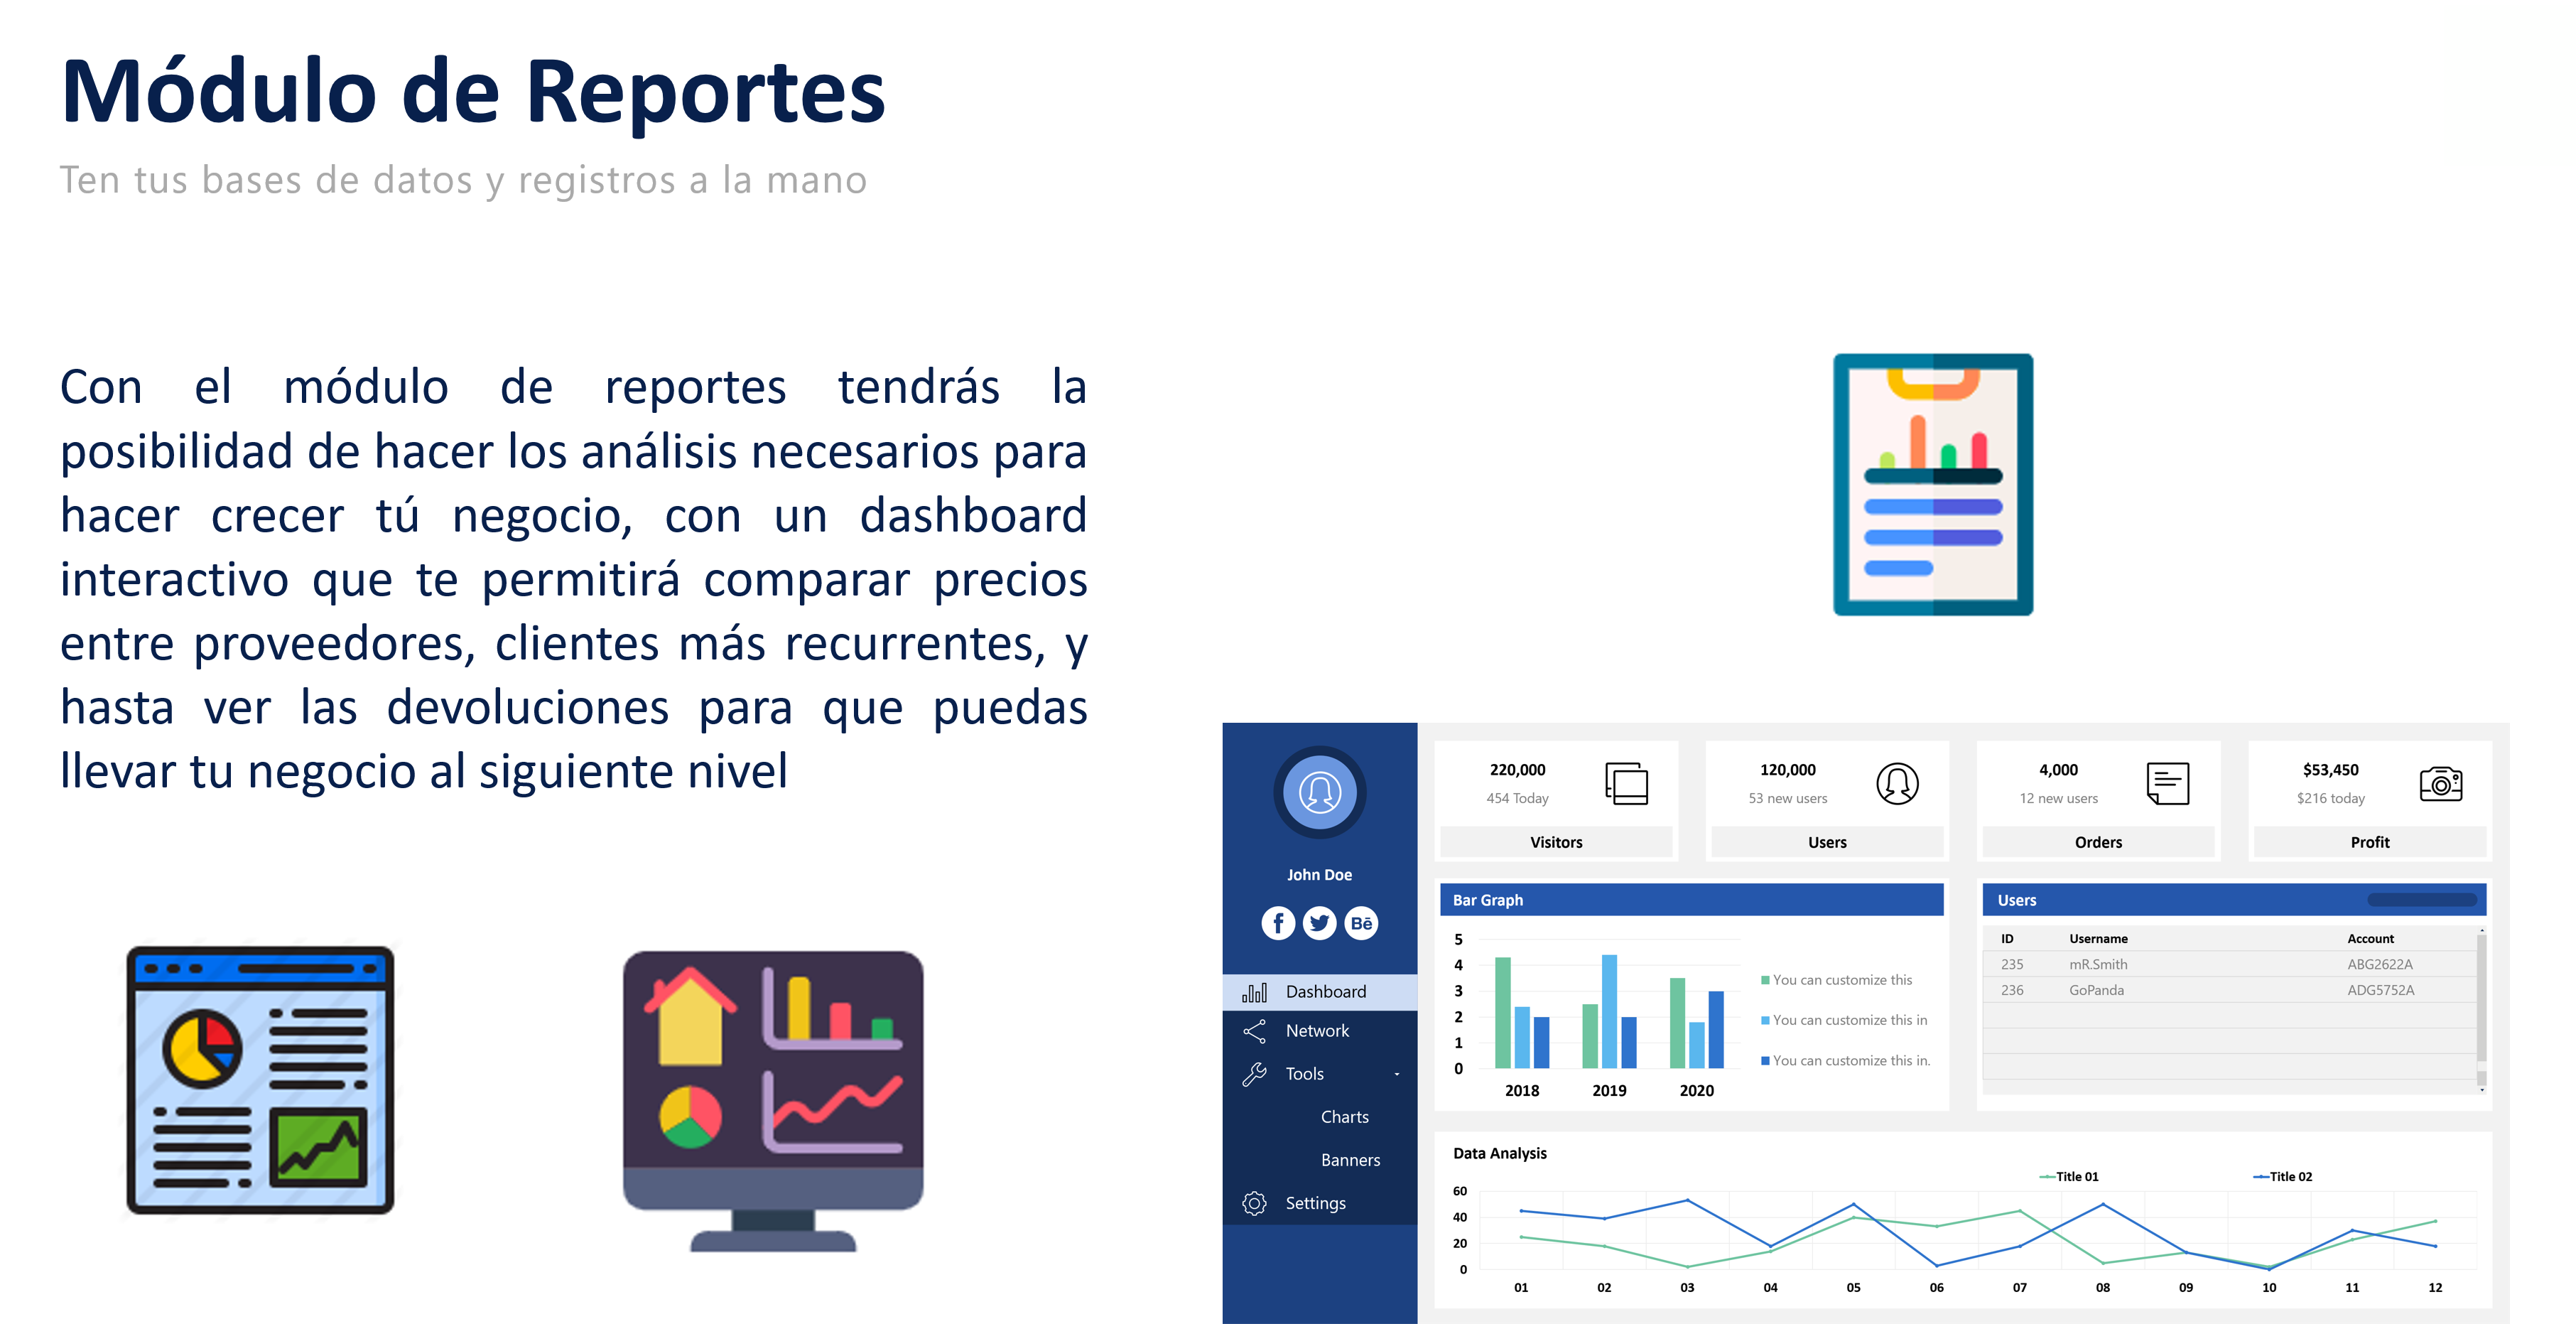 Módulo de Reportes
Ten tus bases de datos y registros a la mano
Con el módulo de reportes tendrás la
posibilidad de hacer los análisis necesarios para
hacer crecer tú negocio, con un dashboard
interactivo que te permitirá comparar precios
entre proveedores, clientes más recurrentes, y
hasta ver las devoluciones para que puedas
llevar tu negocio al siguiente nivel
John Doe
f
Bē
Dashboard
Network
Tools
Charts
Banners
Settings
220,000
454 Today
Visitors
120,000
53 new users
Users
4,000
12 new users
Orders
$53,450
$216 today
Profit
Bar Graph
5
4
3
2
1
0
2018 2019 2020
You can customize this
You can customize this in
You can customize this in.
Users
ID Username Account
235 mR.Smith ABG2622A
236 GoPanda ADG5752A
Data Analysis
Title 01 Title 02
60
40
20
0
01 02 03 04 05 06 07 08 09 10 11 12